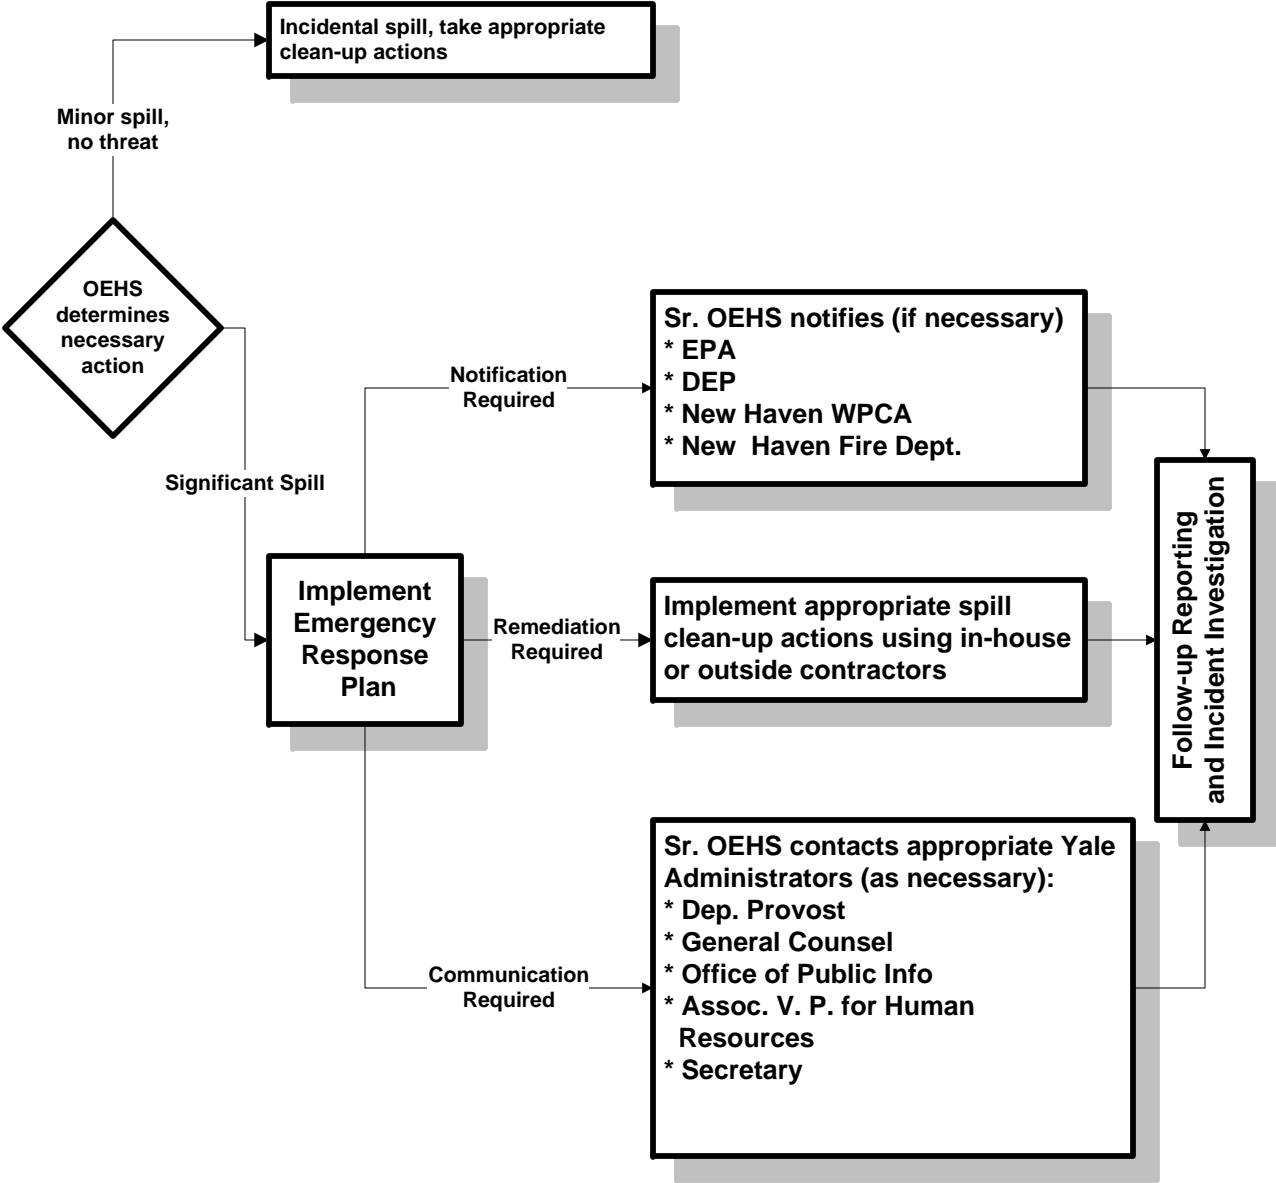 Incidental spill, take appropriate
clean-up actions
Minor spill,
no threat
OEHS
determines
necessary
action
Significant Spill
Implement
Emergency
Response
Plan
Notification
Required
Sr. OEHS notifies (if necessary)
* EPA
* DEP
* New Haven WPCA
* New  Haven Fire Dept.
Remediation
Required
Implement appropriate spill
clean-up actions using in-house
or outside contractors
Communication
Required
Sr. OEHS contacts appropriate Yale
Administrators (as necessary):
* Dep. Provost
* General Counsel
* Office of Public Info
* Assoc. V. P. for Human
Resources
* Secretary
Follow-up Reporting
and Incident Investigation